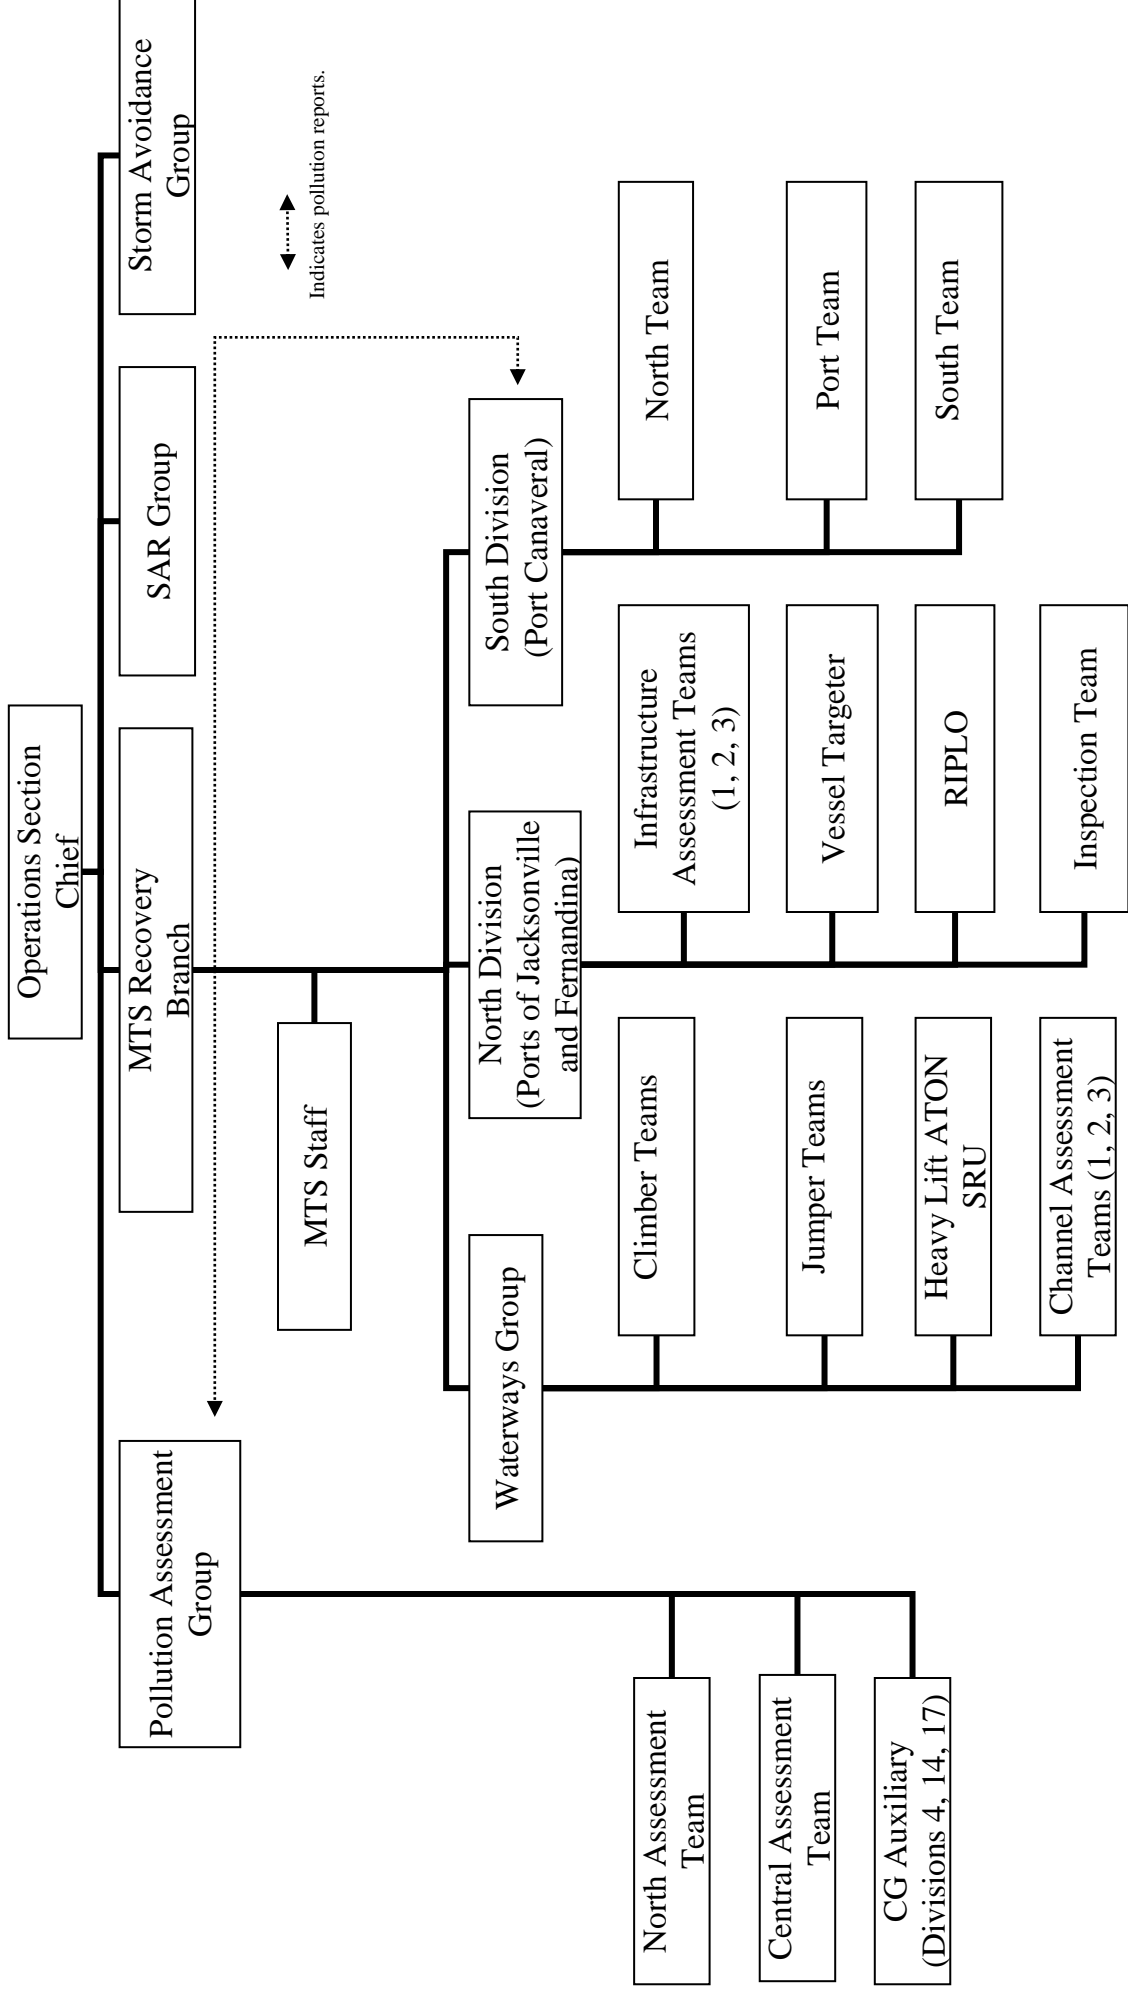 Operations Section
Chief
Pollution Assessment
Group
MTS Recovery
Branch
SAR Group
Storm Avoidance
Group
Indicates pollution reports.
MTS Staff
Waterways Group
North Division
(Ports of Jacksonville
and Fernandina)
South Division
(Port Canaveral)
North Assessment
Team
Central Assessment
Team
CG Auxiliary
(Divisions 4, 14, 17)
Climber Teams
Jumper Teams
Heavy Lift ATON
SRU
Channel Assessment
Teams (1, 2, 3)
Infrastructure
Assessment Teams
(1, 2, 3)
Vessel Targeter
RIPLO
Inspection Team
North Team
Port Team
South Team